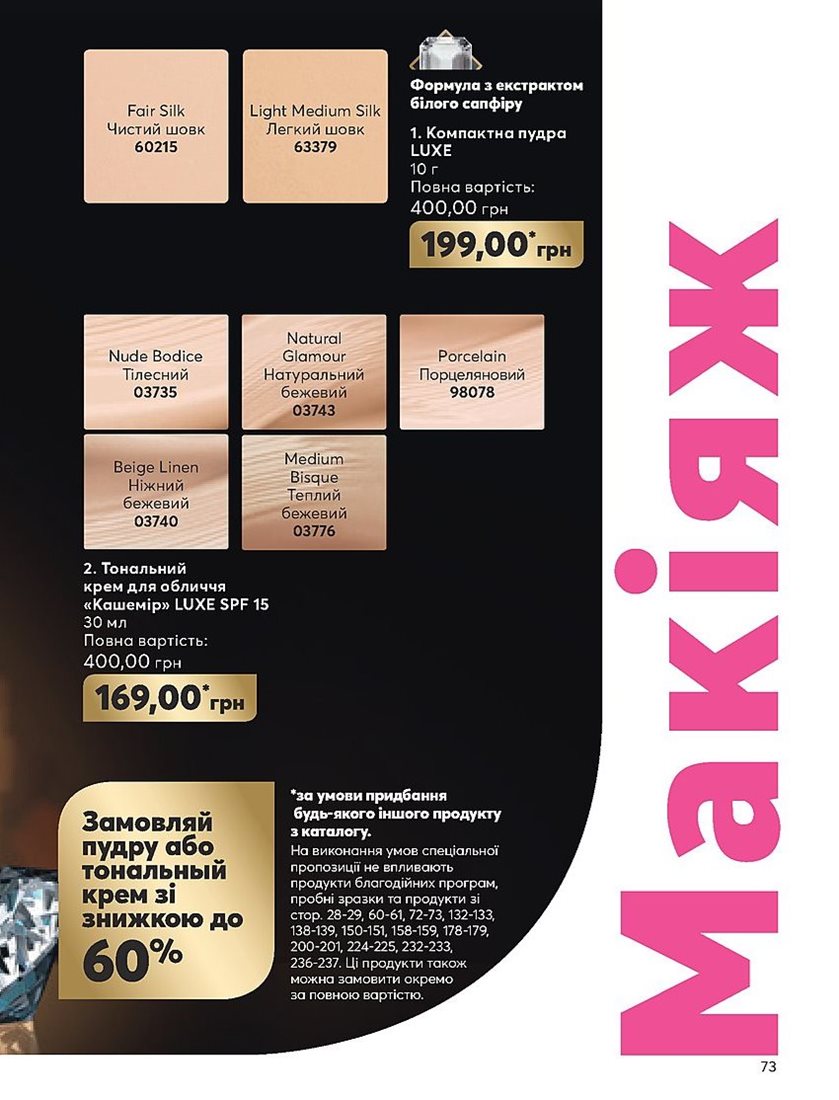 Fair Silk
Чистий шовк
60215
Light Medium Silk
Легкий шовк
63379
Формула з екстрактом
білого сапфіру
1. Компактна пудра
LUXE
10 г
Повна вартість:
400,00 грн
199,00* грн
Nude Bodice
Тілесний
03735
Natural
Glamour
Натуральний
бежевий
03743
Porcelain
Порцеляновий
98078
Beige Linen
Ніжний
бежевий
03740
Medium
Bisque
Теплий
бежевий
03776
2. Тональний
крем для обличчя
«Кашемір» LUXE SPF 15
30 мл
Повна вартість:
400,00 грн
169,00* грн
Замовляй
пудру або
тональный
крем зі
знижкою до
60%
*за умови придбання
будь-якого іншого продукту
з каталогу.
На виконання умов спеціальної
пропозиції не впливають
продукти благодійних програм,
пробні зразки та продукти зі
стор. 28-29, 60-61, 72-73, 132-133,
138-139, 150-151, 158-159, 178-179,
200-201, 224-225, 232-233,
236-237. Ці продукти також
можна замовити окремо
за повною вартістю.
Макіяж
73